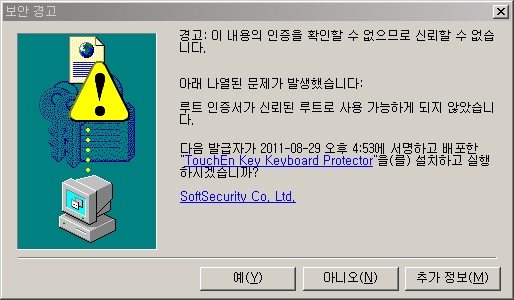 보안 경고
경고: 이 내용의 인증을 확인할 수 없으므로 신뢰할 수 없습
니다.
아래 나열된 문제가 발생했습니다:
루트 인증서가 신뢰된 루트로 사용 가능하게 되지 않았습니
다.
다음 발급자가 2011-08-29 오후 4:53에 서명하고 배포한
"TouchEn Key Keyboard Protector"을(를) 설치하고 실행
하시겠습니까?
SoftSecurity Co, Ltd,
예(Y) 아니오(N) 추가 정보(M)